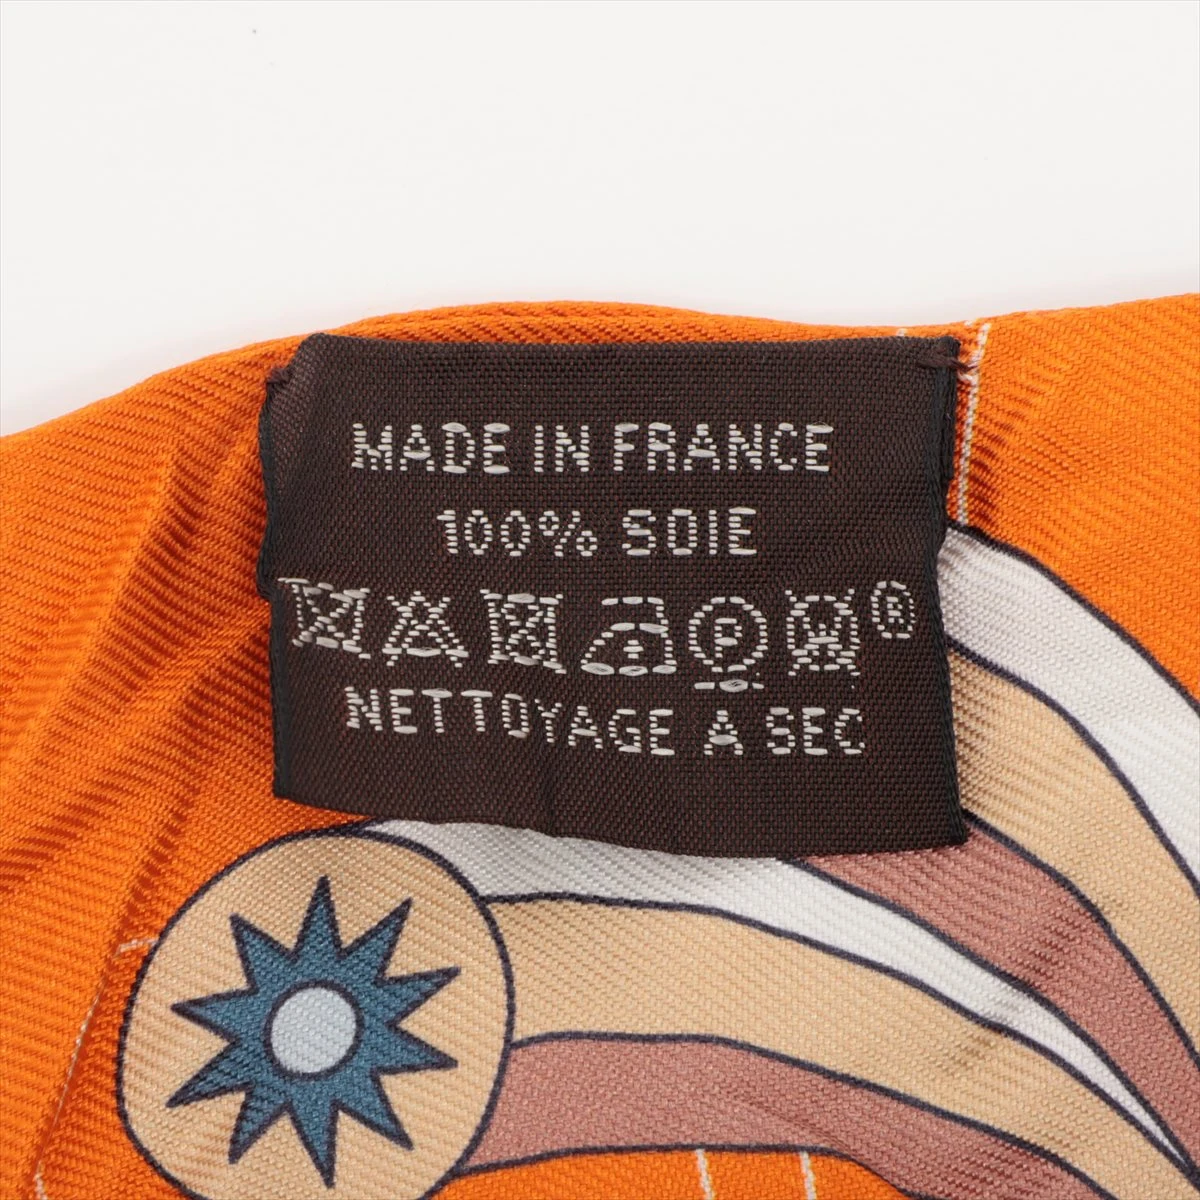 MADE IN FRANCE
100% SOIE
P ®
NETTOYAGE A SEC